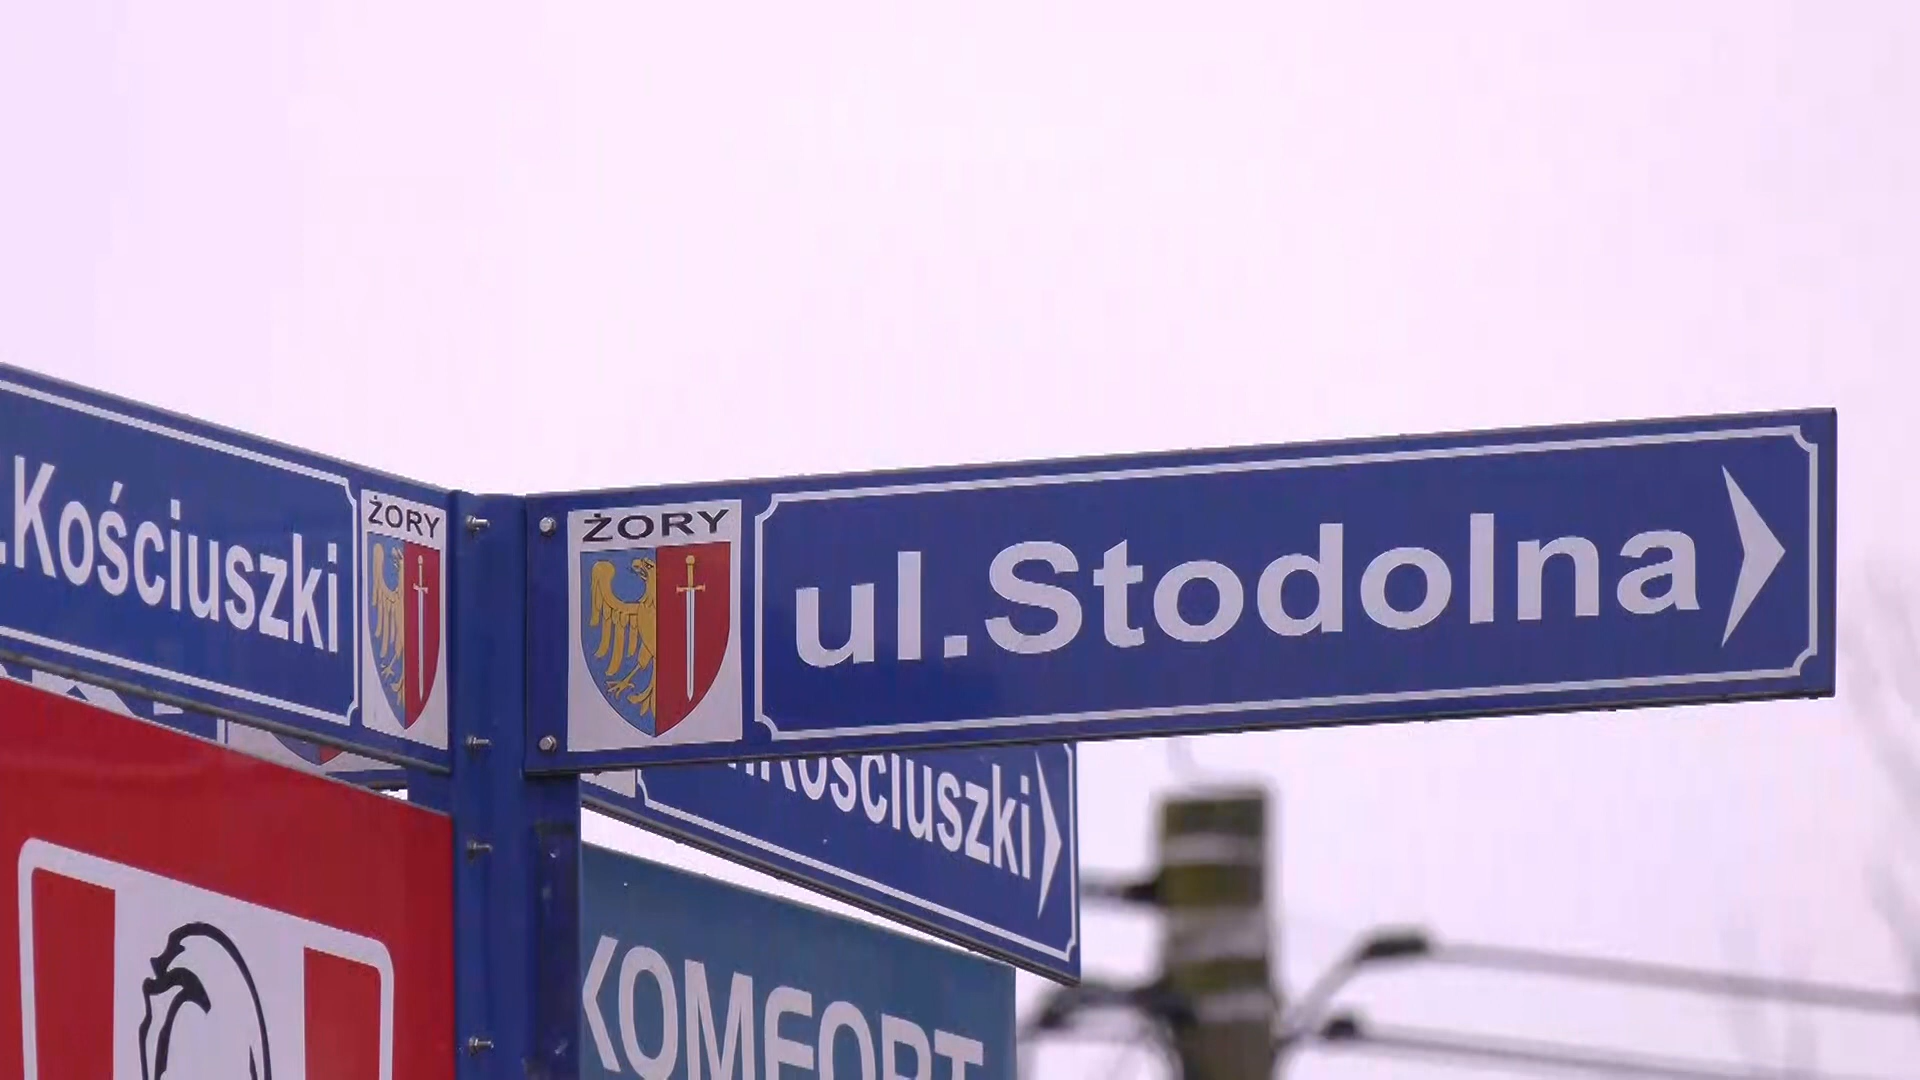 .Kościuszki
ŻORY
ŻORY
ul.Stodolna
Kościuszki
KOMFORT